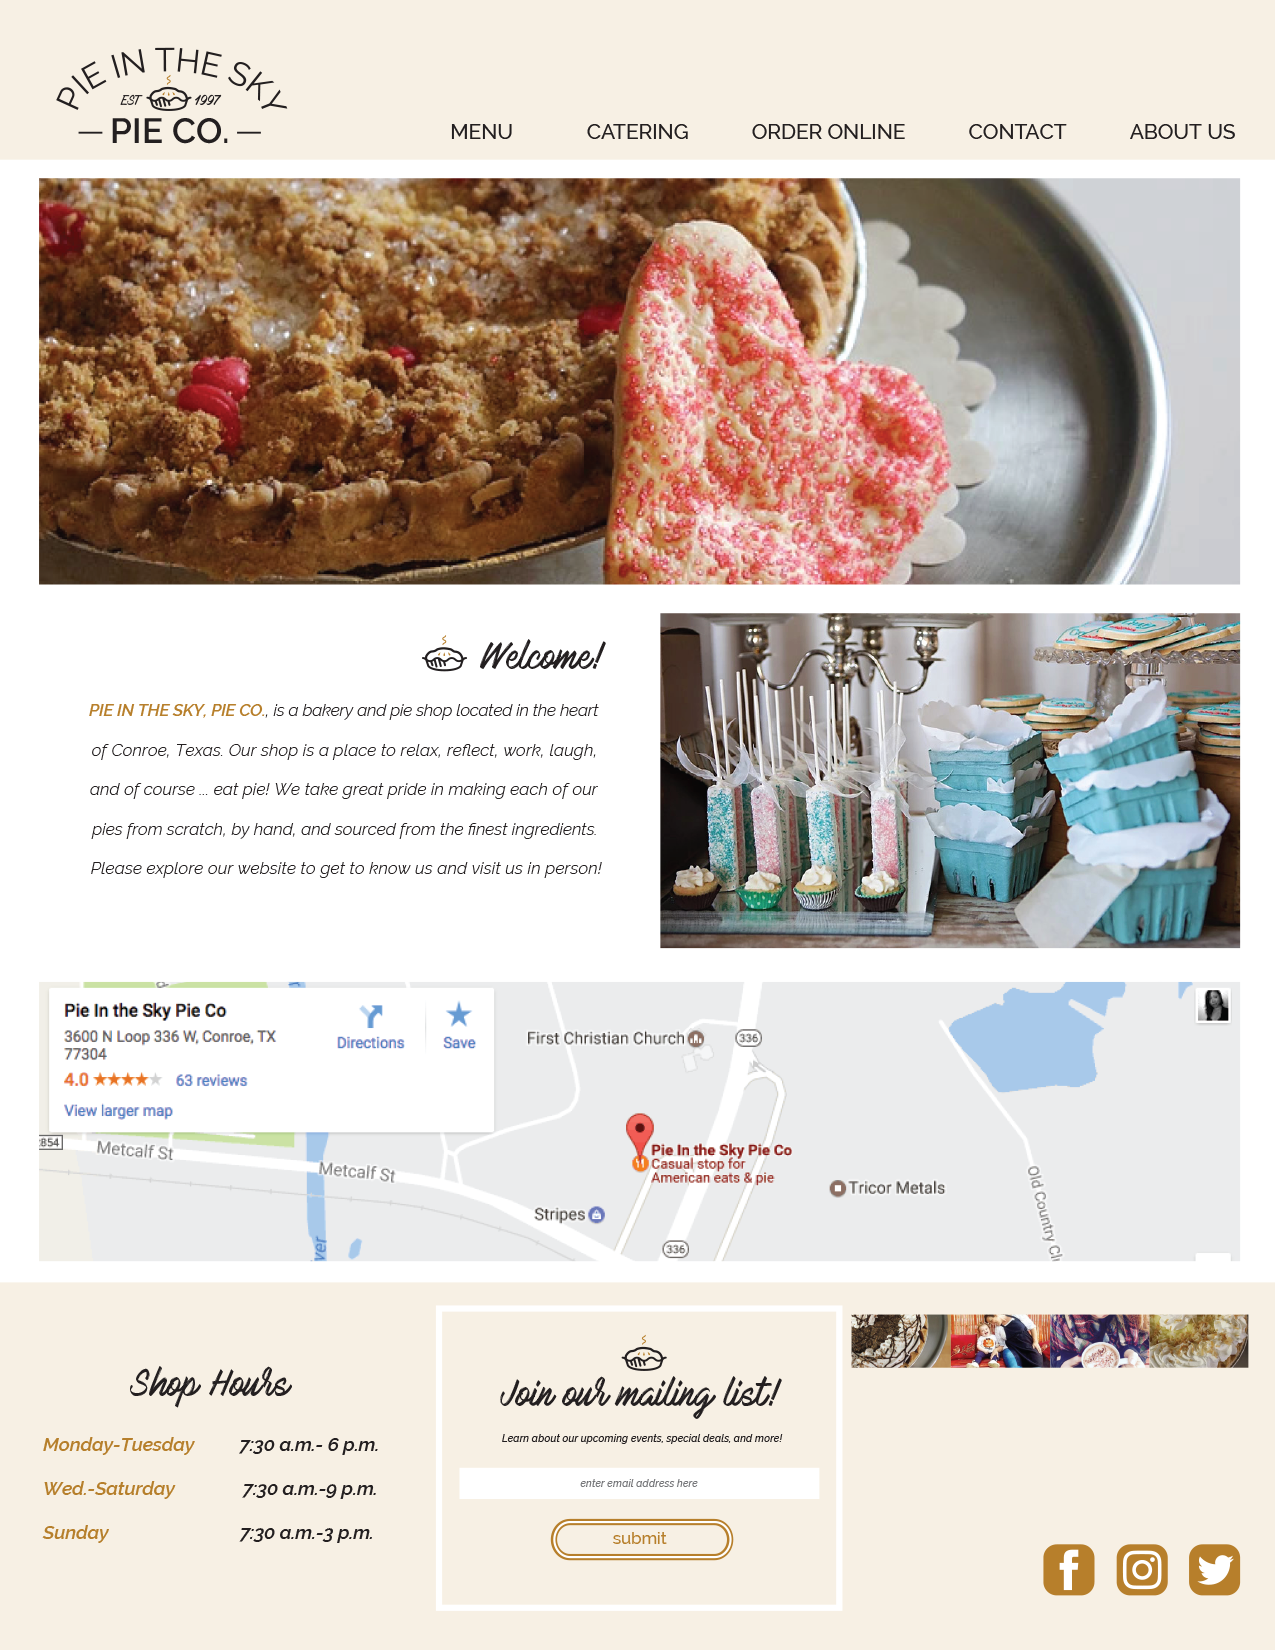 PIE IN THE SKY
EST 1997
PIE CO.
MENU CATERING ORDER ONLINE CONTACT ABOUT US
Welcome!
PIE IN THE SKY, PIE CO., is a bakery and pie shop located in the heart
of Conroe, Texas. Our shop is a place to relax, reflect, work, laugh,
and of course ... eat pie! We take great pride in making each of our
pies from scratch, by hand, and sourced from the finest ingredients.
Please explore our website to get to know us and visit us in person!
Pie In the Sky Pie Co
3600 N Loop 336 W, Conroe, TX
77304
4.0 ★★★★★ 63 reviews
View larger map
Directions
Save
First Christian Church
336
854
Metcalf St
Metcalf St
Pie In the Sky Pie Co
Casual stop for
American eats & pie
Tricor Metals
Stripes
336
Old Country Cl
ver
Shop Hours
Monday-Tuesday 7:30 a.m.- 6 p.m.
Wed.-Saturday 7:30 a.m.-9 p.m.
Sunday 7:30 a.m.-3 p.m.
Join our mailing list!
Learn about our upcoming events, special deals, and more!
enter email address here
submit